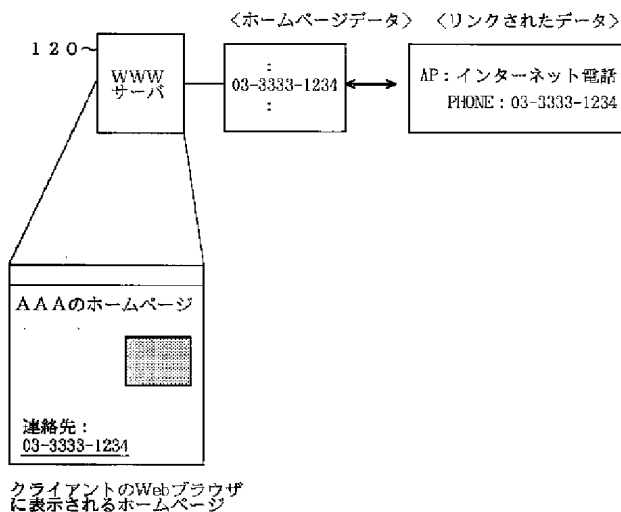 <ホームページデータ> <リンクされたデータ>
120~
WWW
サーバ
:
03-3333-1234
:
AP:インターネット電話
PHONE:03-3333-1234
AAAのホームページ
連絡先:
03-3333-1234
クライアントのWebブラウザ
に表示されるホームページ